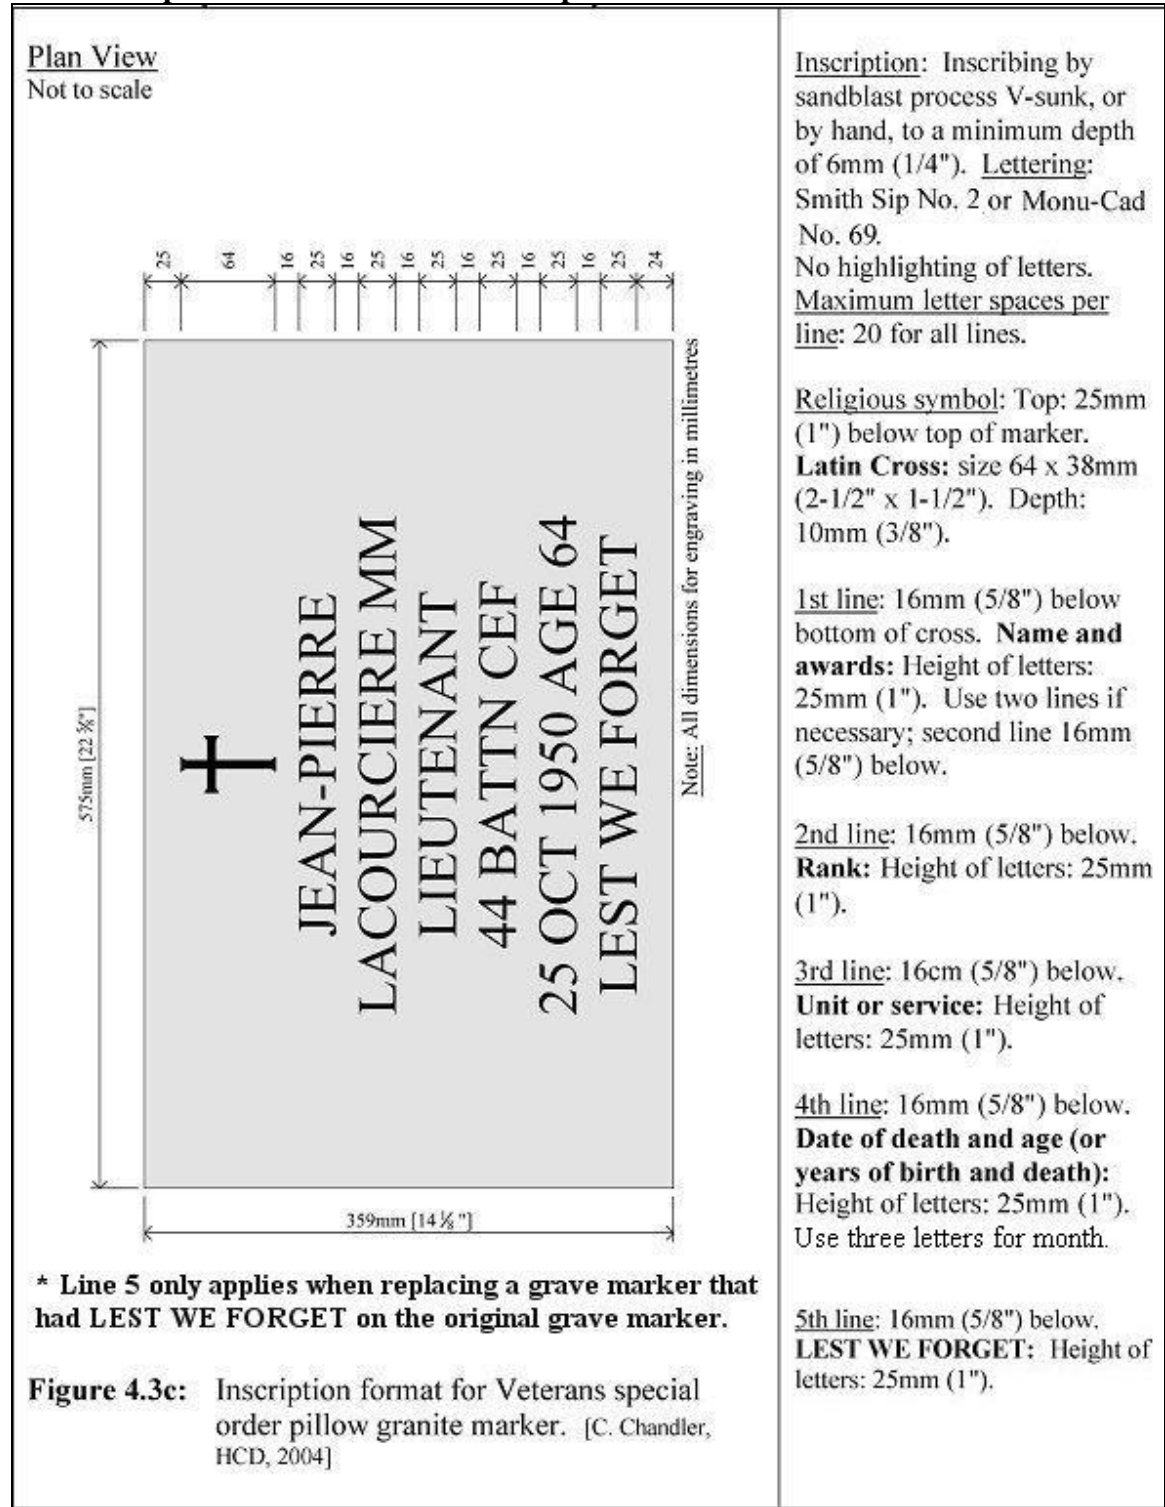 Plan View
Not to scale
25 64 16 25 16 25 16 25 16 25 16 25 16 25 24
575mm [22 ⅝"]
JEAN-PIERRE
LACOURCIERE MM
LIEUTENANT
44 BATTN CEF
25 OCT 1950 AGE 64
LEST WE FORGET
Note: All dimensions for engraving in millimetres
359mm [14 ⅛ "]
* Line 5 only applies when replacing a grave marker that
had LEST WE FORGET on the original grave marker.
Figure 4.3c: Inscription format for Veterans special
order pillow granite marker. [C. Chandler,
HCD, 2004]
Inscription: Inscribing by
sandblast process V-sunk, or
by hand, to a minimum depth
of 6mm (1/4"). Lettering:
Smith Sip No. 2 or Monu-Cad
No. 69.
No highlighting of letters.
Maximum letter spaces per
line: 20 for all lines.
Religious symbol: Top: 25mm
(1") below top of marker.
Latin Cross: size 64 x 38mm
(2-1/2" x 1-1/2"). Depth:
10mm (3/8").
1st line: 16mm (5/8") below
bottom of cross. Name and
awards: Height of letters:
25mm (1"). Use two lines if
necessary; second line 16mm
(5/8") below.
2nd line: 16mm (5/8") below.
Rank: Height of letters: 25mm
(1").
3rd line: 16cm (5/8") below.
Unit or service: Height of
letters: 25mm (1").
4th line: 16mm (5/8") below.
Date of death and age (or
years of birth and death):
Height of letters: 25mm (1").
Use three letters for month.
5th line: 16mm (5/8") below.
LEST WE FORGET: Height of
letters: 25mm (1").